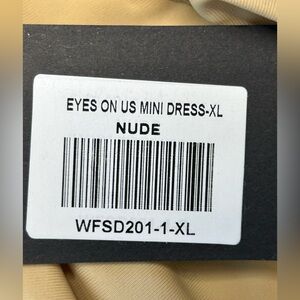 EYES ON US MINI DRESS-XL
NUDE
WFSD201-1-XL